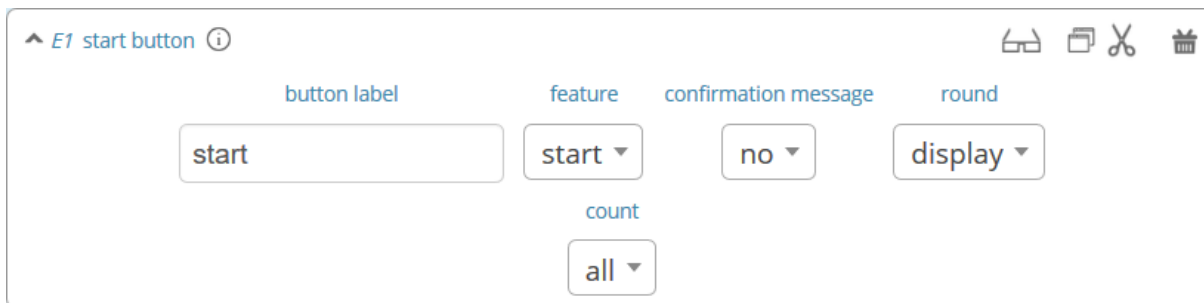 E1 start button
button label feature confirmation message round
start start no display
count
all